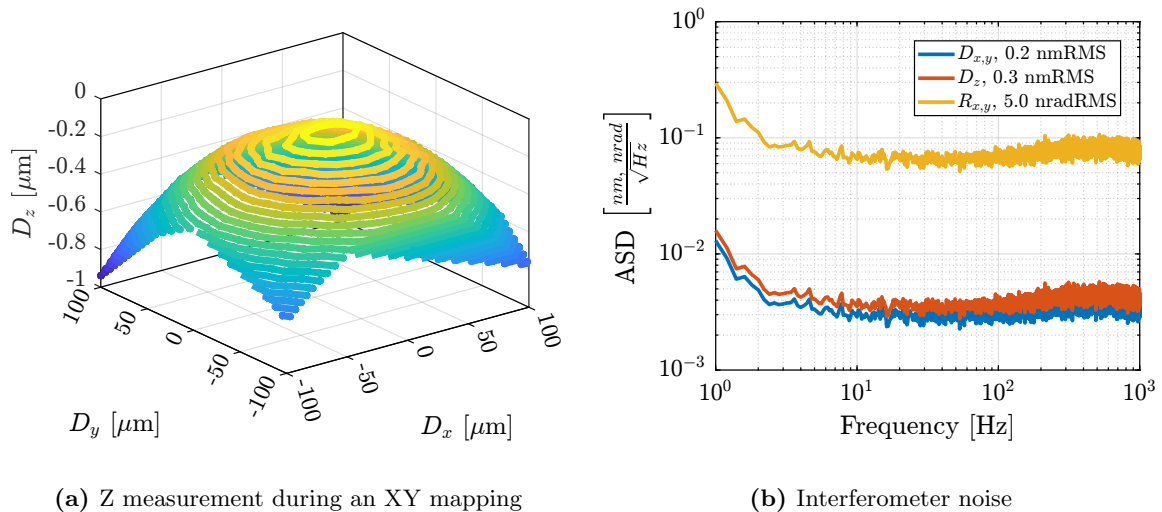 0
-0.2
-0.4
-0.6
-0.8
-1
D_z [μm]
100
50
0
-50
-100
D_y [μm]
-100
-50
0
50
100
D_x [μm]
(a) Z measurement during an XY mapping
10^0
10^-1
10^-2
10^-3
ASD [nm, nrad/√Hz]
D_{x,y}, 0.2 nmRMS
D_z, 0.3 nmRMS
R_{x,y}, 5.0 nradRMS
10^0 10^1 10^2 10^3
Frequency [Hz]
(b) Interferometer noise